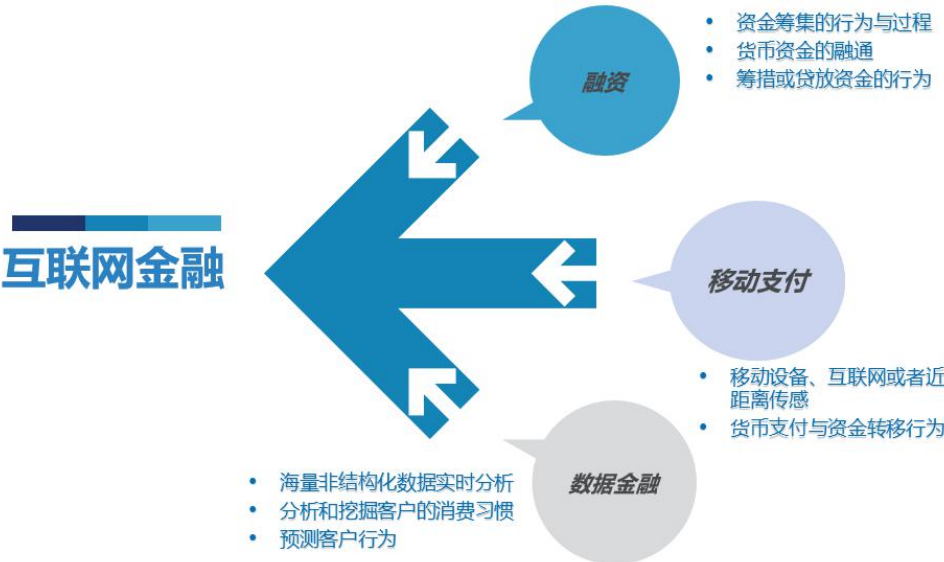 融资
• 资金筹集的行为与过程
• 货币资金的融通
• 筹措或贷放资金的行为
互联网金融
移动支付
• 移动设备、互联网或者近
距离传感
• 货币支付与资金转移行为
数据金融
• 海量非结构化数据实时分析
• 分析和挖掘客户的消费习惯
• 预测客户行为